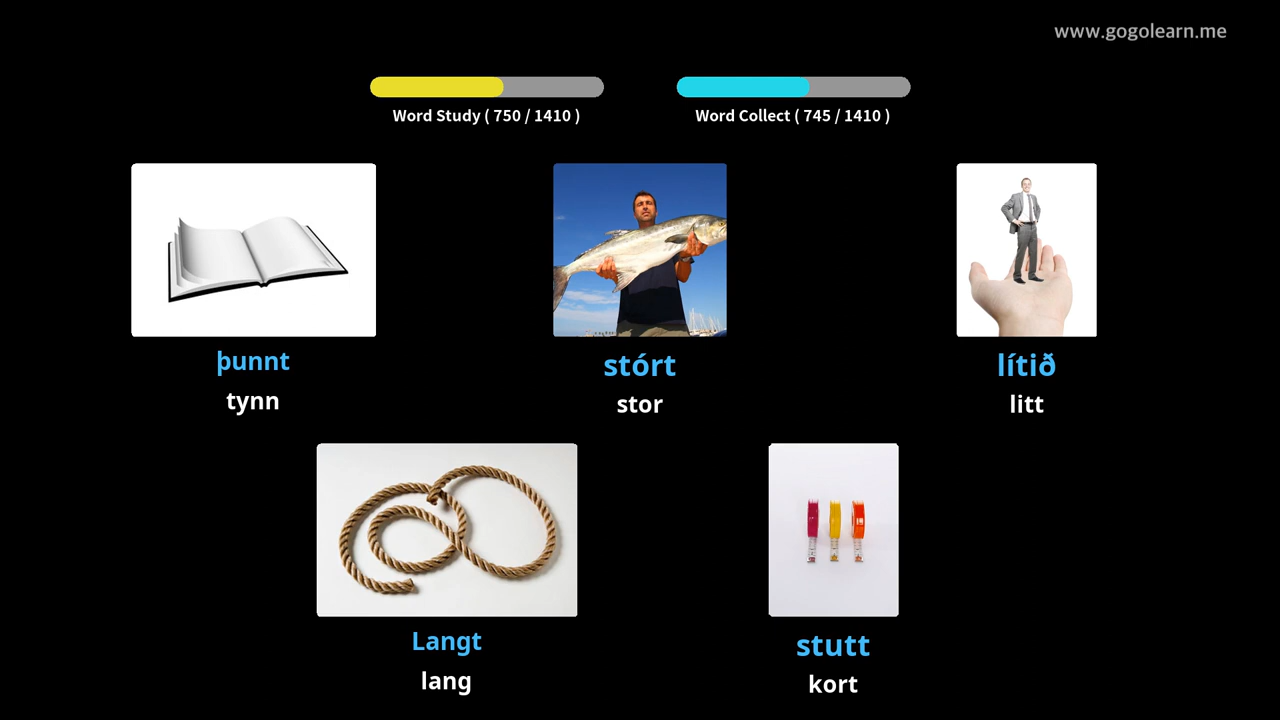 www.gogolearn.me
Word Study ( 750 / 1410 )
Word Collect ( 745 / 1410 )
þunnt
tynn
stórt
stor
lítið
litt
Langt
lang
stutt
kort